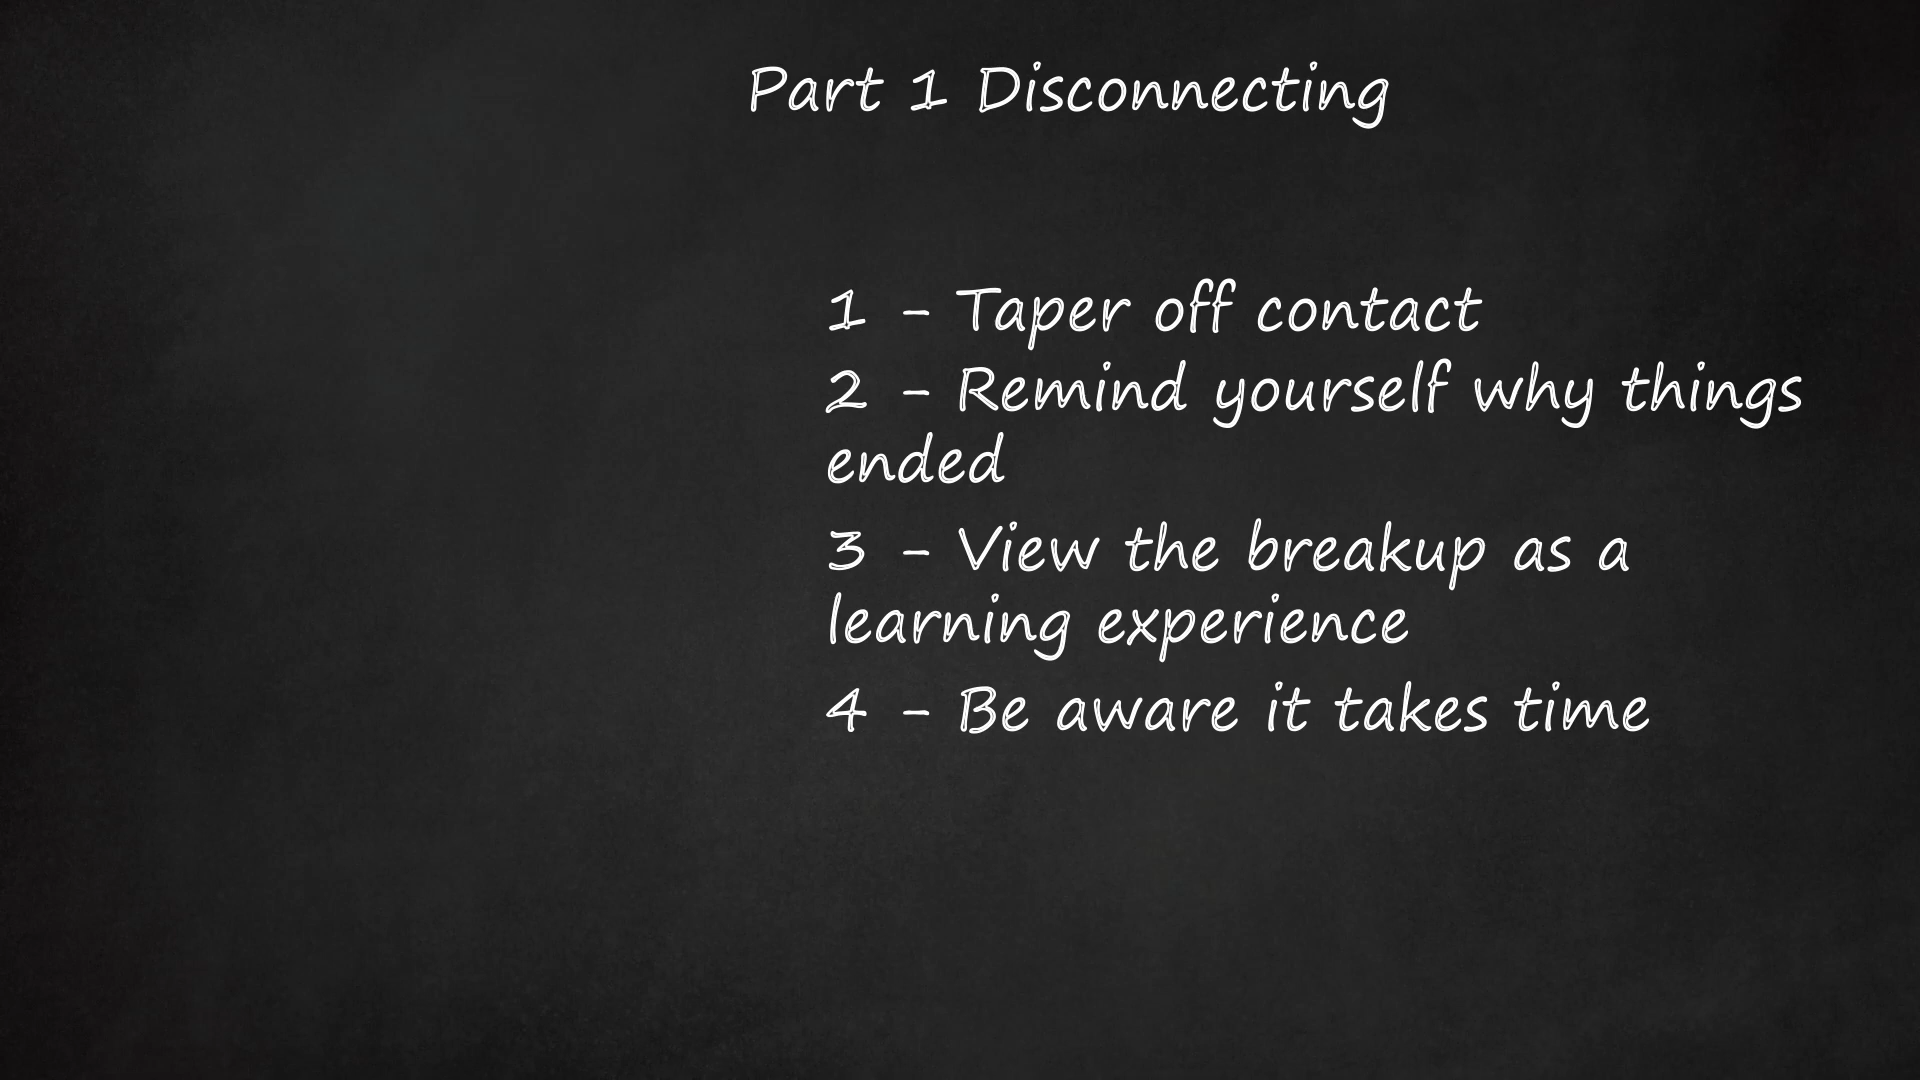 Part 1 Disconnecting
1 - Taper off contact
2 - Remind yourself why things
ended
3 - View the breakup as a
learning experience
4 - Be aware it takes time